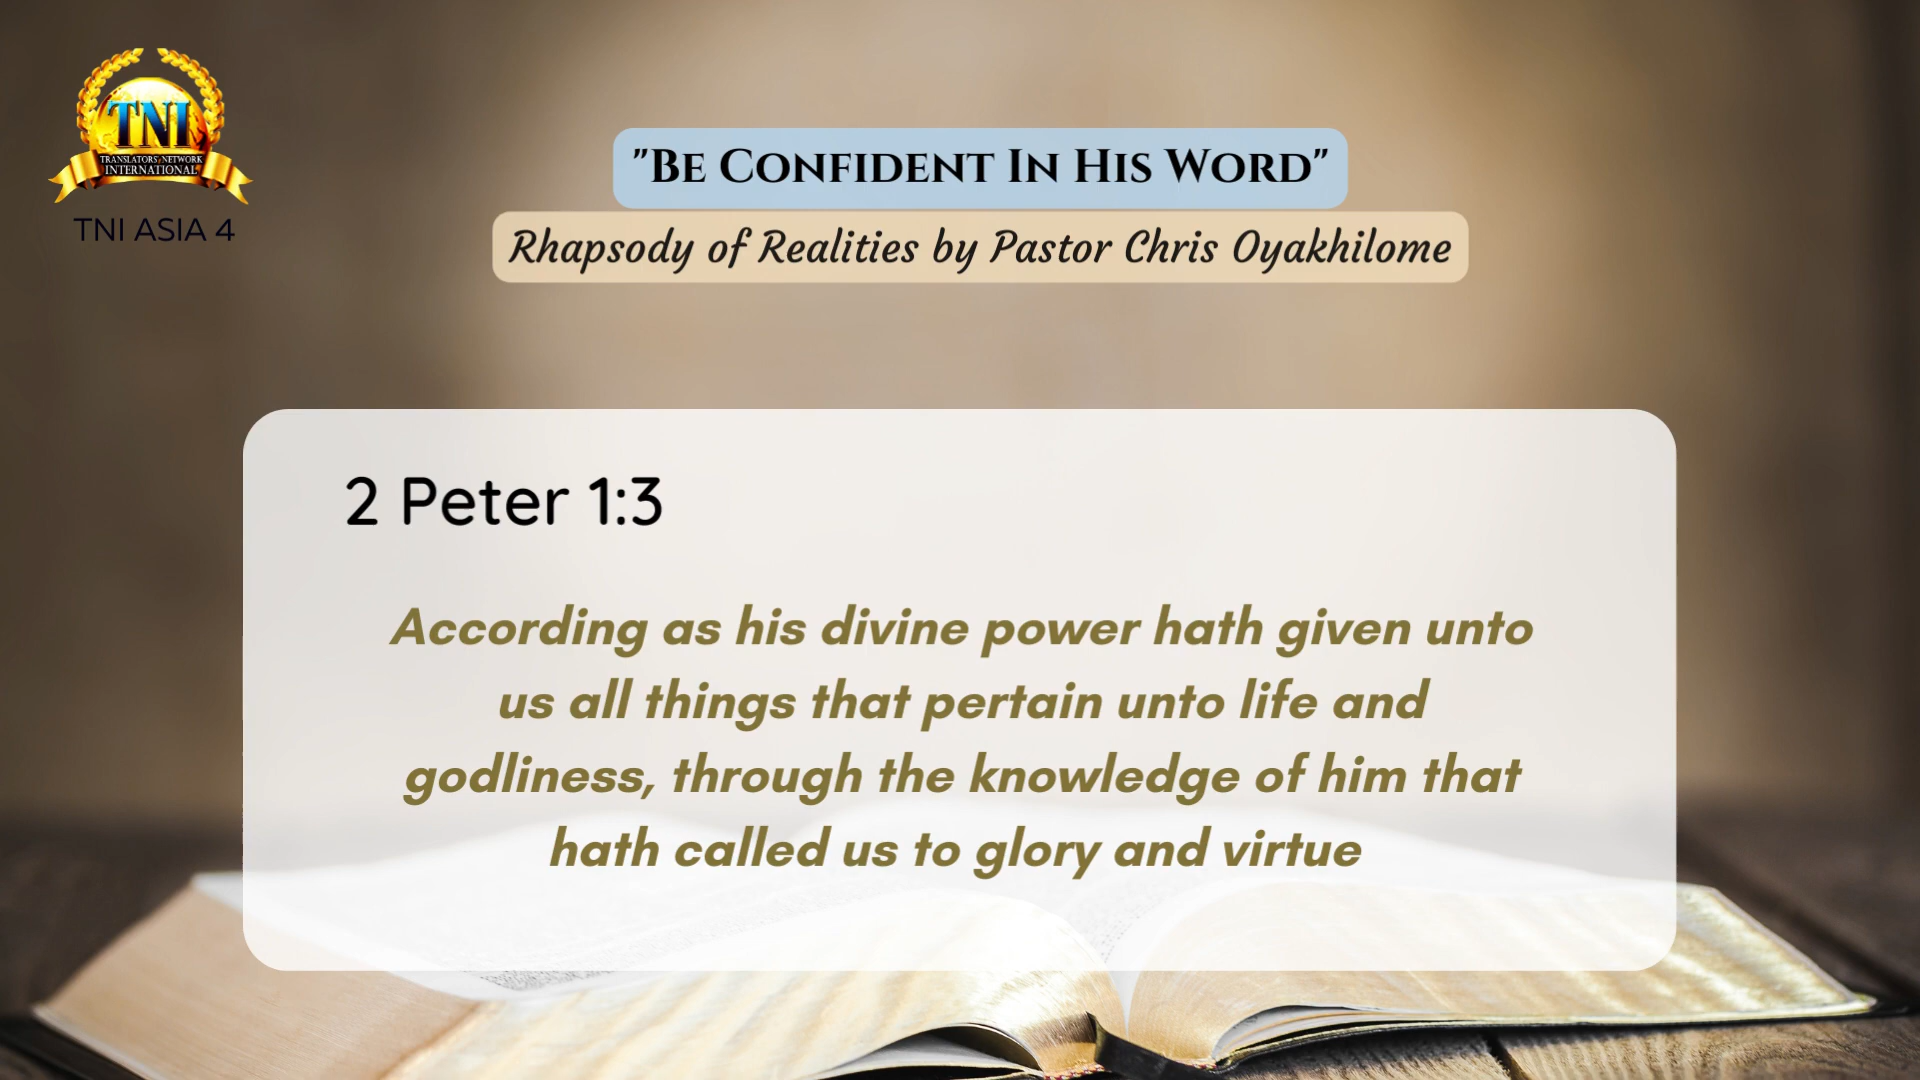 TNI
TRANSLATORS NETWORK
INTERNATIONAL
TNI ASIA 4
"BE CONFIDENT IN HIS WORD"
Rhapsody of Realities by Pastor Chris Oyakhilome
2 Peter 1:3
According as his divine power hath given unto
us all things that pertain unto life and
godliness, through the knowledge of him that
hath called us to glory and virtue